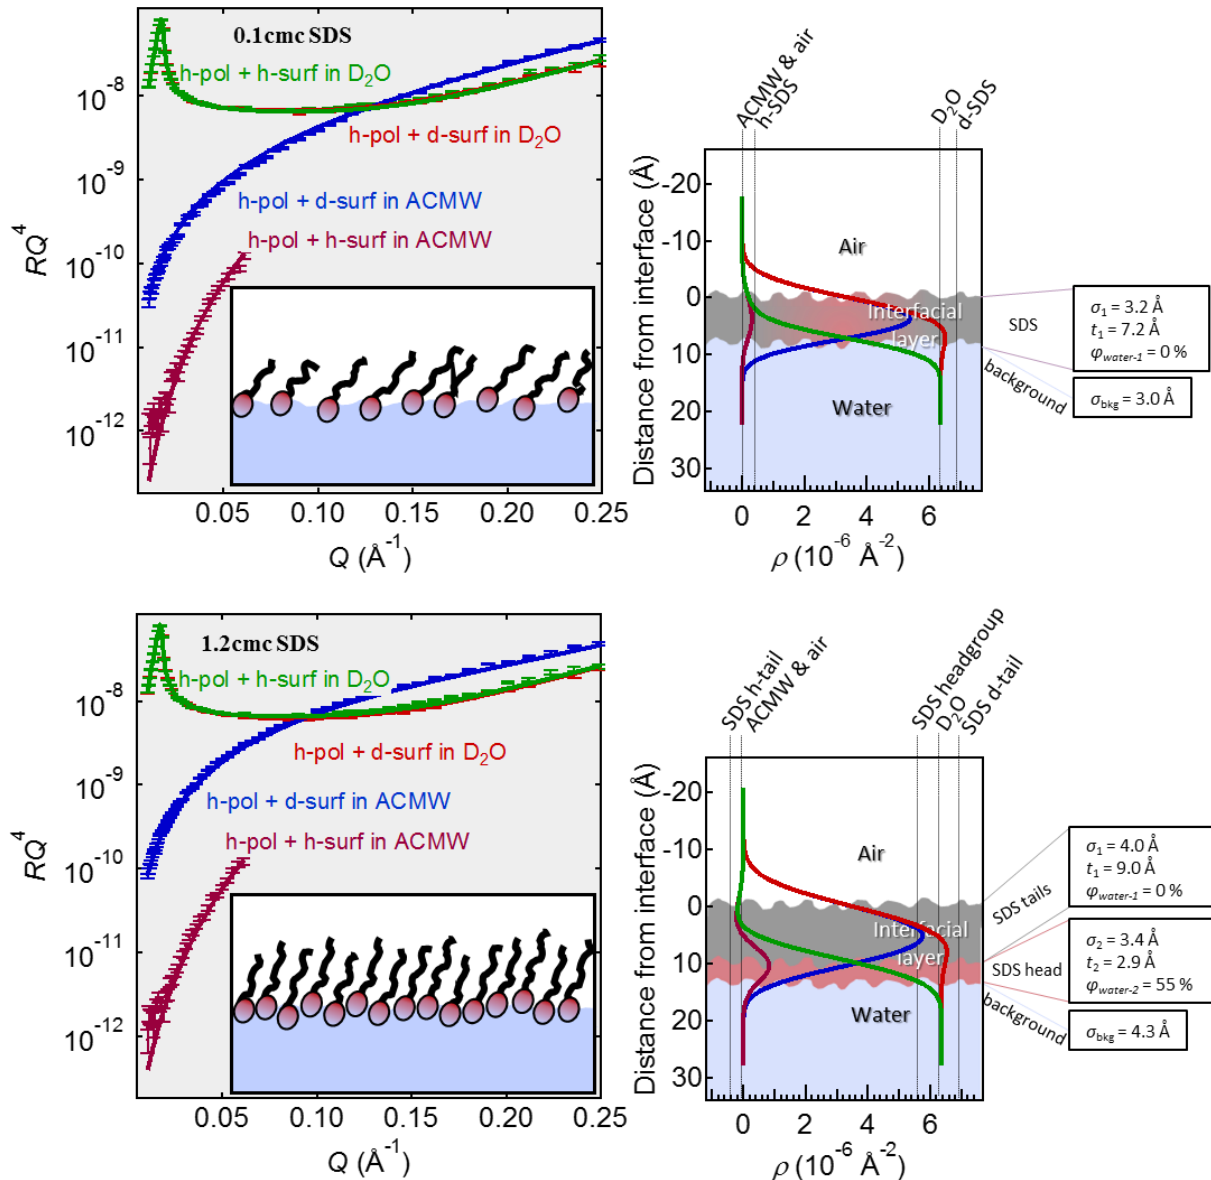 0.1cmc SDS
h-pol + h-surf in D₂O
h-pol + d-surf in D₂O
h-pol + d-surf in ACMW
h-pol + h-surf in ACMW
10⁻⁸
10⁻⁹
10⁻¹⁰
10⁻¹¹
10⁻¹²
RQ⁴
0.05
0.10
0.15
0.20
0.25
Q (Å⁻¹)
ACMW & air
h-SDS
D₂O
d-SDS
Distance from interface (Å)
-20
-10
0
10
20
30
Air
Interfacial
layer
Water
0
2
4
6
ρ (10⁻⁶ Å⁻²)
SDS
background
σ₁ = 3.2 Å
t₁ = 7.2 Å
φwater-1 = 0 %
σbkg = 3.0 Å
1.2cmc SDS
h-pol + h-surf in D₂O
h-pol + d-surf in D₂O
h-pol + d-surf in ACMW
h-pol + h-surf in ACMW
10⁻⁸
10⁻⁹
10⁻¹⁰
10⁻¹¹
10⁻¹²
RQ⁴
0.05
0.10
0.15
0.20
0.25
Q (Å⁻¹)
SDS h-tail
ACMW & air
SDS headgroup
D₂O
SDS d-tail
Distance from interface (Å)
-20
-10
0
10
20
30
Air
Interfacial
layer
Water
0
2
4
6
ρ (10⁻⁶ Å⁻²)
SDS tails
SDS head
background
σ₁ = 4.0 Å
t₁ = 9.0 Å
φwater-1 = 0 %
σ₂ = 3.4 Å
t₂ = 2.9 Å
φwater-2 = 55 %
σbkg = 4.3 Å